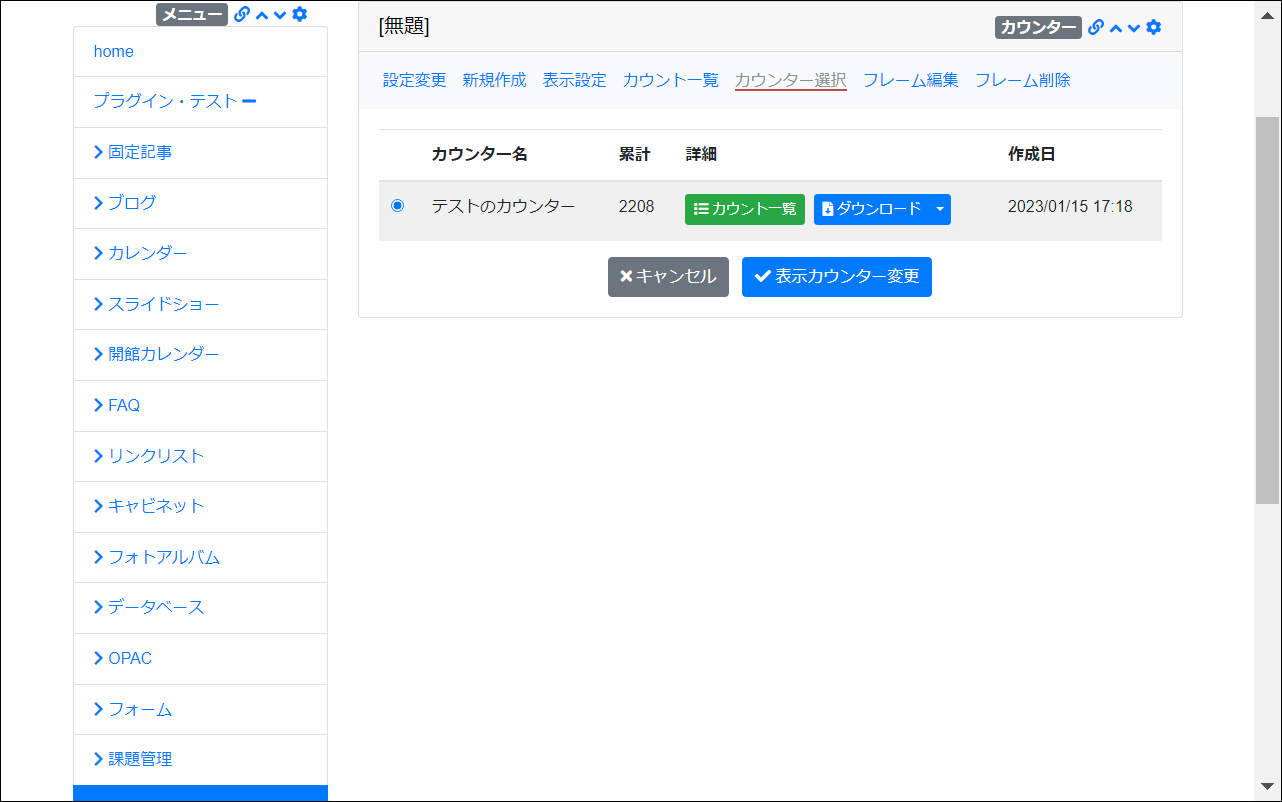 メニュー
home
プラグイン・テスト
固定記事
ブログ
カレンダー
スライドショー
開館カレンダー
FAQ
リンクリスト
キャビネット
フォトアルバム
データベース
OPAC
フォーム
課題管理
[無題]
カウンター
設定変更 新規作成 表示設定 カウント一覧 カウンター選択 フレーム編集 フレーム削除
カウンター名 累計 詳細 作成日
テストのカウンター 2208 カウント一覧 ダウンロード 2023/01/15 17:18
キャンセル 表示カウンター変更